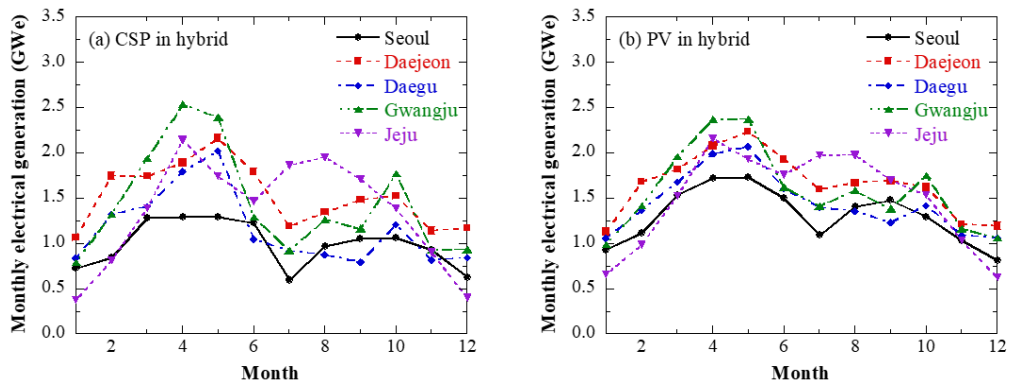 Monthly electrical generation (GWe)
3.5
3.0
2.5
2.0
1.5
1.0
0.5
0.0
(a) CSP in hybrid
Seoul
Daejeon
Daegu
Gwangju
Jeju
2 4 6 8 10 12
Month
Monthly electrical generation (GWe)
3.5
3.0
2.5
2.0
1.5
1.0
0.5
0.0
(b) PV in hybrid
Seoul
Daejeon
Daegu
Gwangju
Jeju
2 4 6 8 10 12
Month